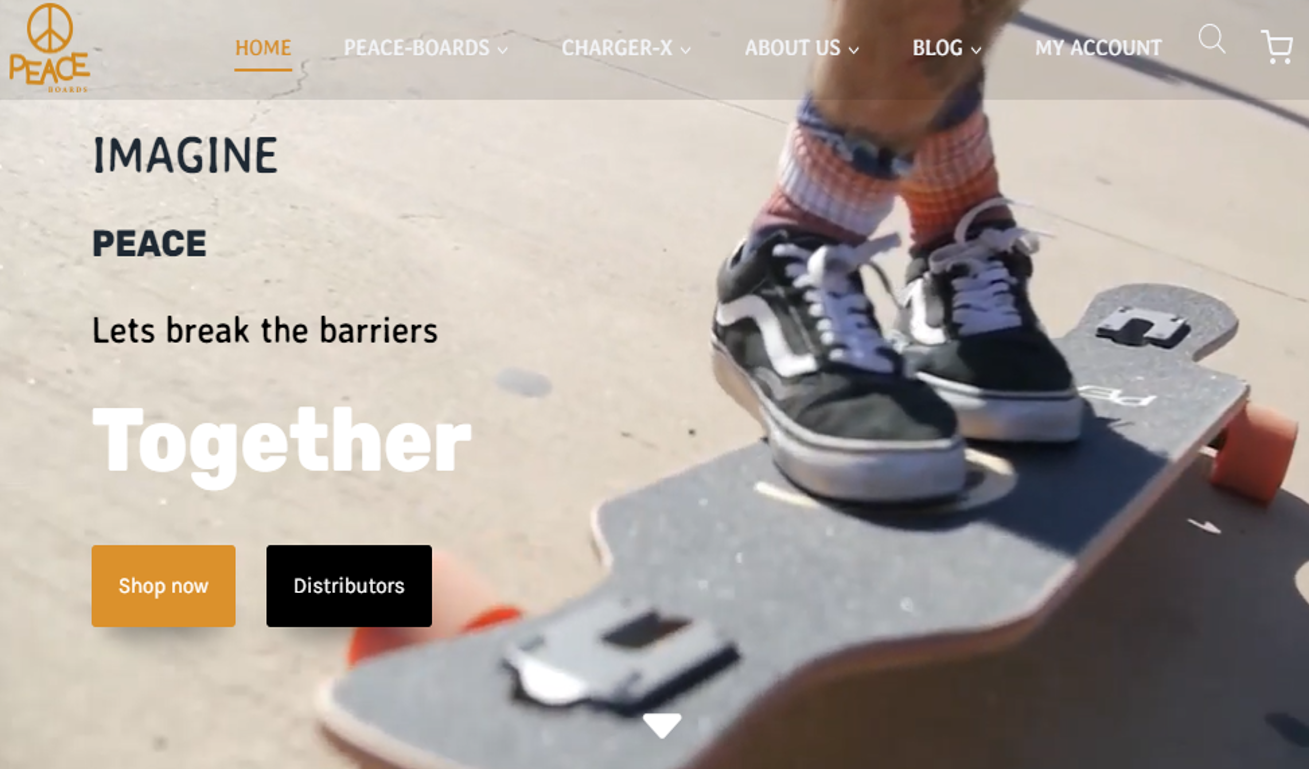 PEACE
BOARDS
HOME PEACE-BOARDS CHARGER-X ABOUT US BLOG MY ACCOUNT
IMAGINE
PEACE
Lets break the barriers
Together
Shop now Distributors